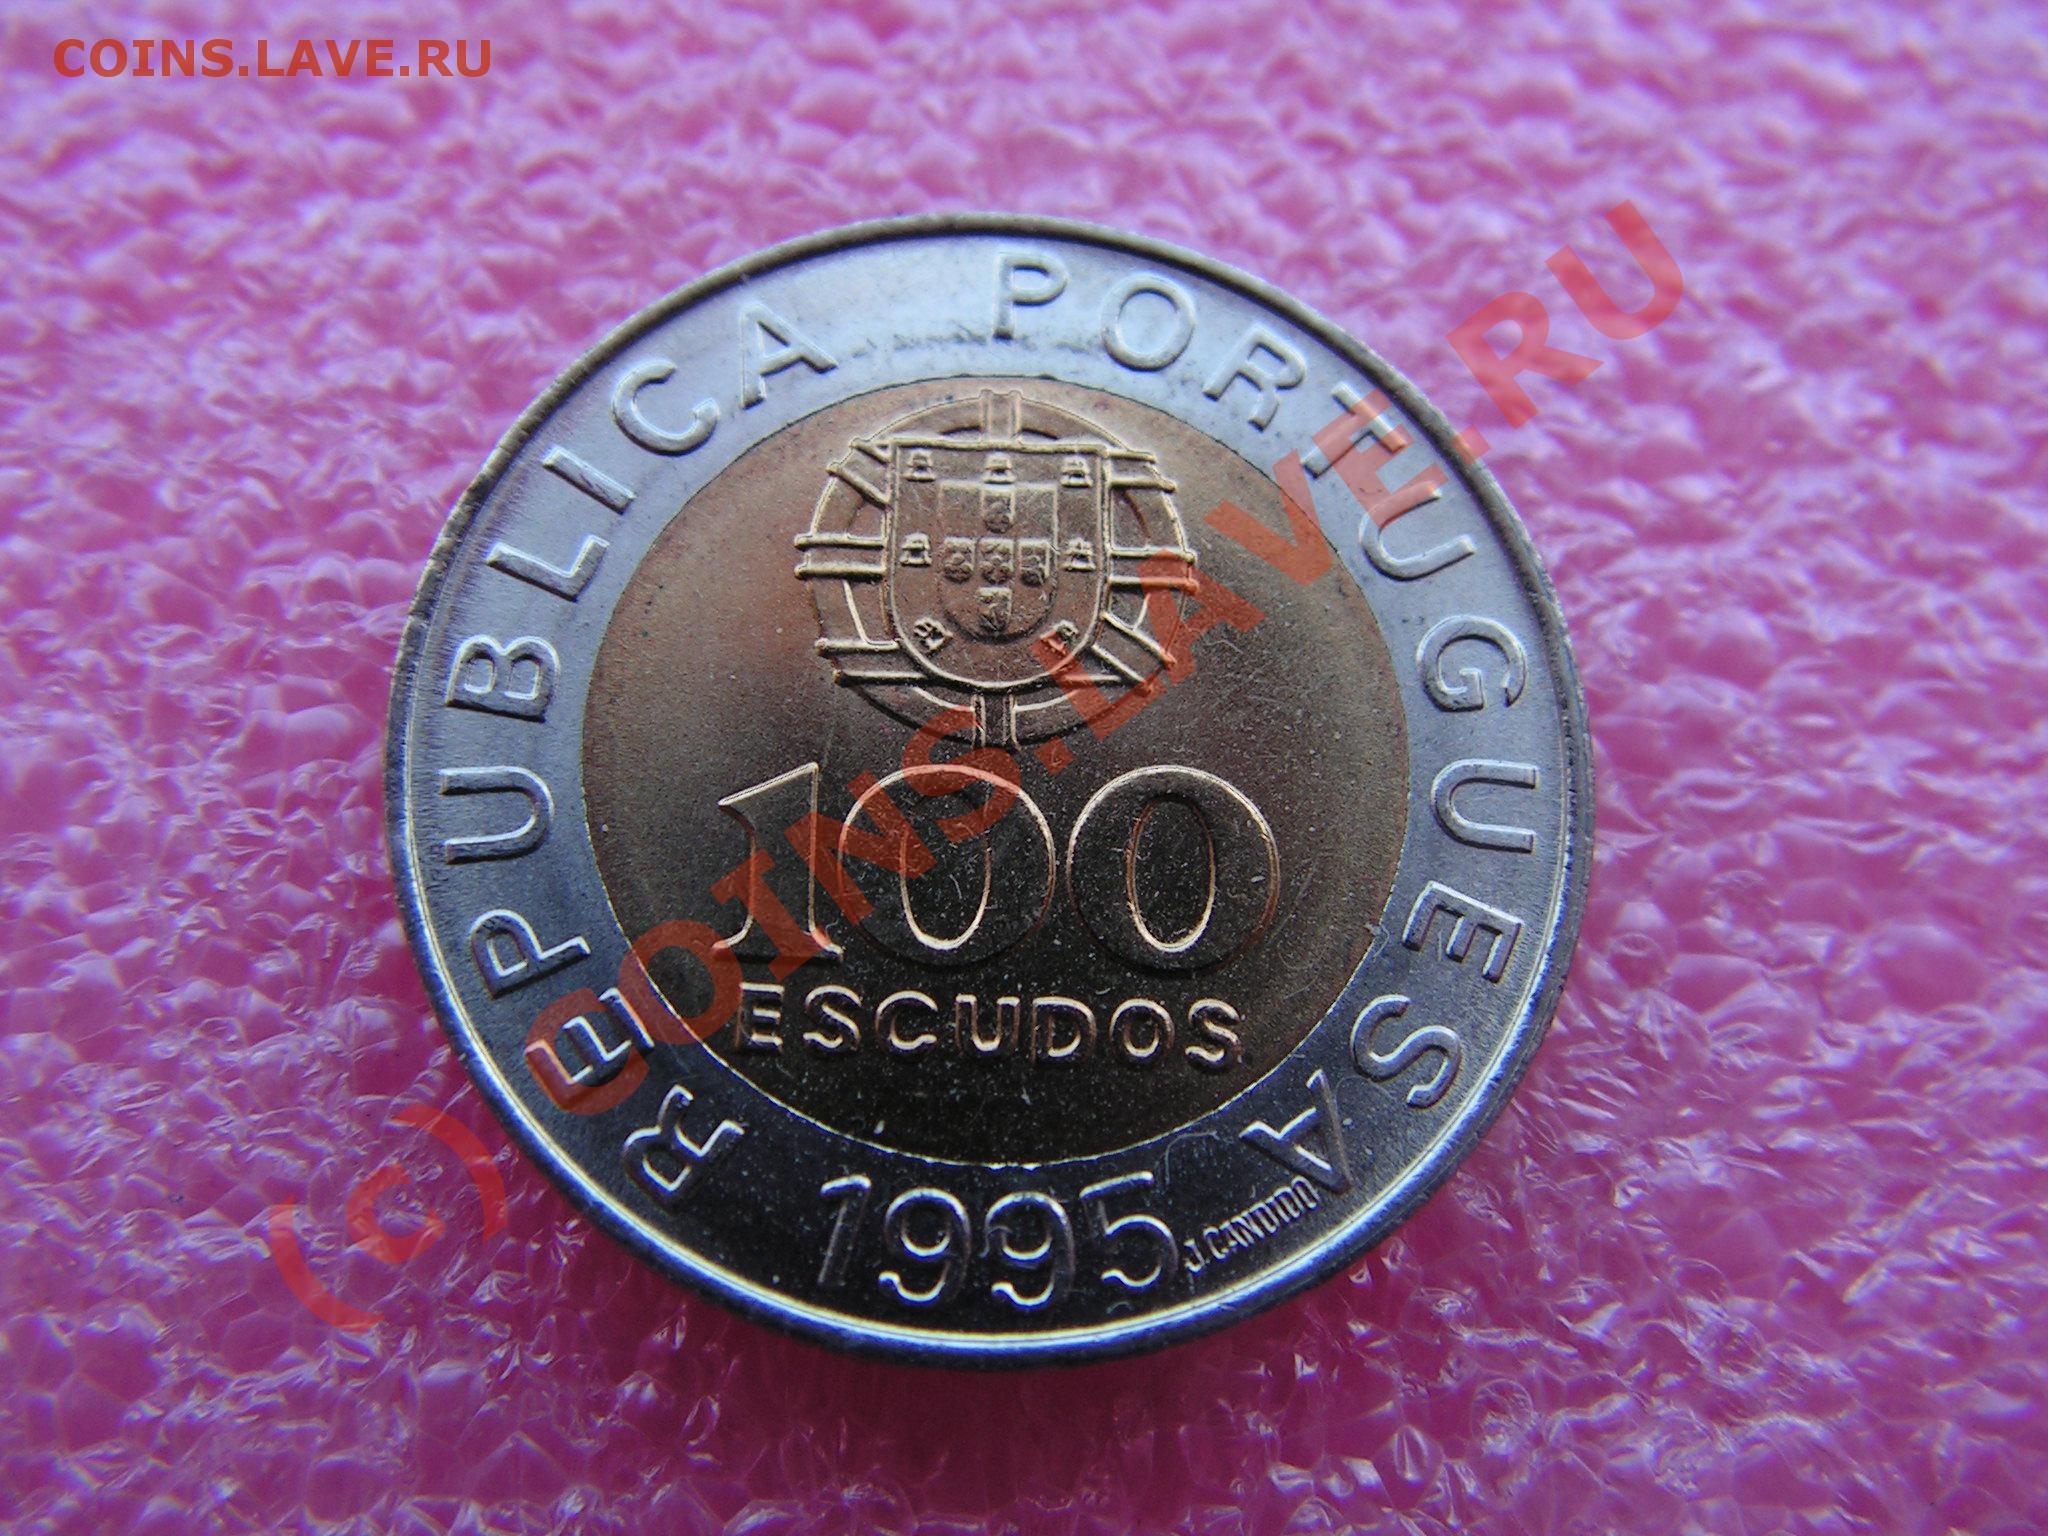 COINS.LAVE.RU
REPUBLICA PORTUGUESA
100
ESCUDOS
1995
J.CANDIDO
(c) COINS.LAVE.RU